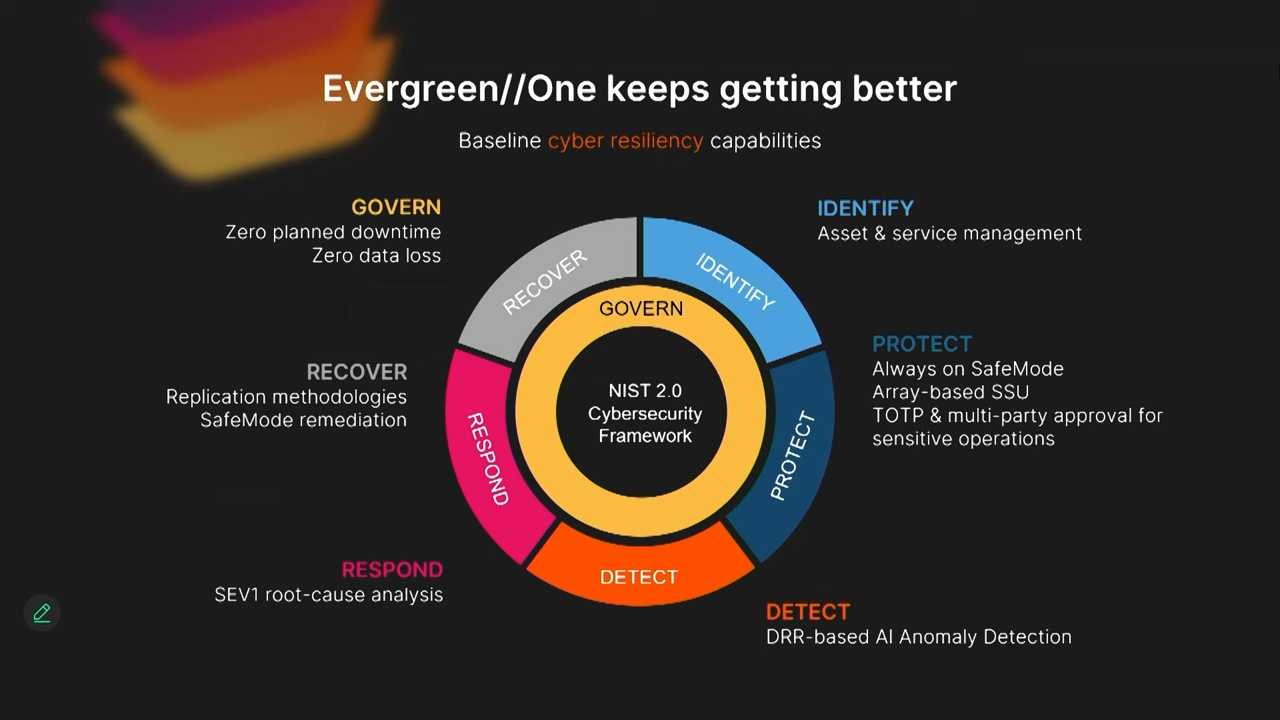 Evergreen//One keeps getting better
Baseline cyber resiliency capabilities
GOVERN
Zero planned downtime
Zero data loss
IDENTIFY
Asset & service management
RECOVER
IDENTIFY
GOVERN
PROTECT
Always on SafeMode
Array-based SSU
TOTP & multi-party approval for
sensitive operations
RECOVER
Replication methodologies
SafeMode remediation
NIST 2.0
Cybersecurity
Framework
RESPOND
PROTECT
DETECT
RESPOND
SEV1 root-cause analysis
DETECT
DRR-based AI Anomaly Detection